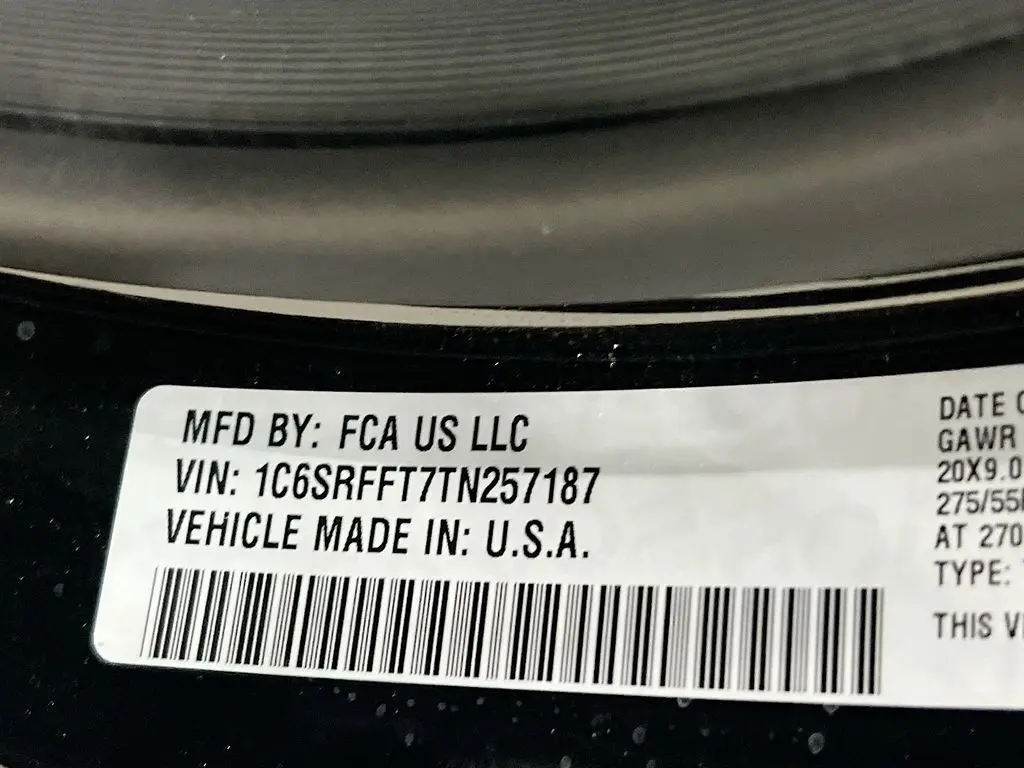 MFD BY: FCA US LLC
VIN: 1C6SRFFT7TN257187
VEHICLE MADE IN: U.S.A.
DATE
GAWR
20X9.0
275/55
AT 270
TYPE:
THIS